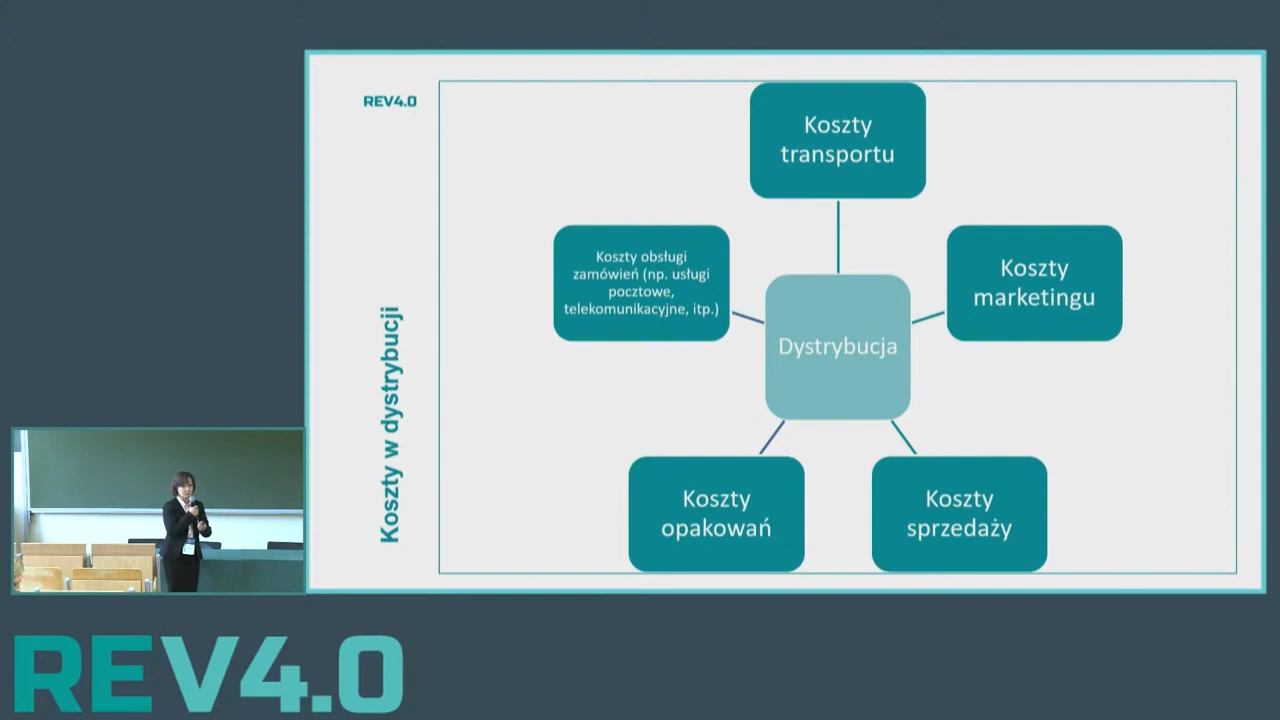 REV4.0
Koszty w dystrybucji
Koszty
transportu
Koszty obsługi
zamówień (np. usługi
pocztowe,
telekomunikacyjne, itp.)
Koszty
marketingu
Dystrybucja
Koszty
opakowań
Koszty
sprzedaży
REV4.0